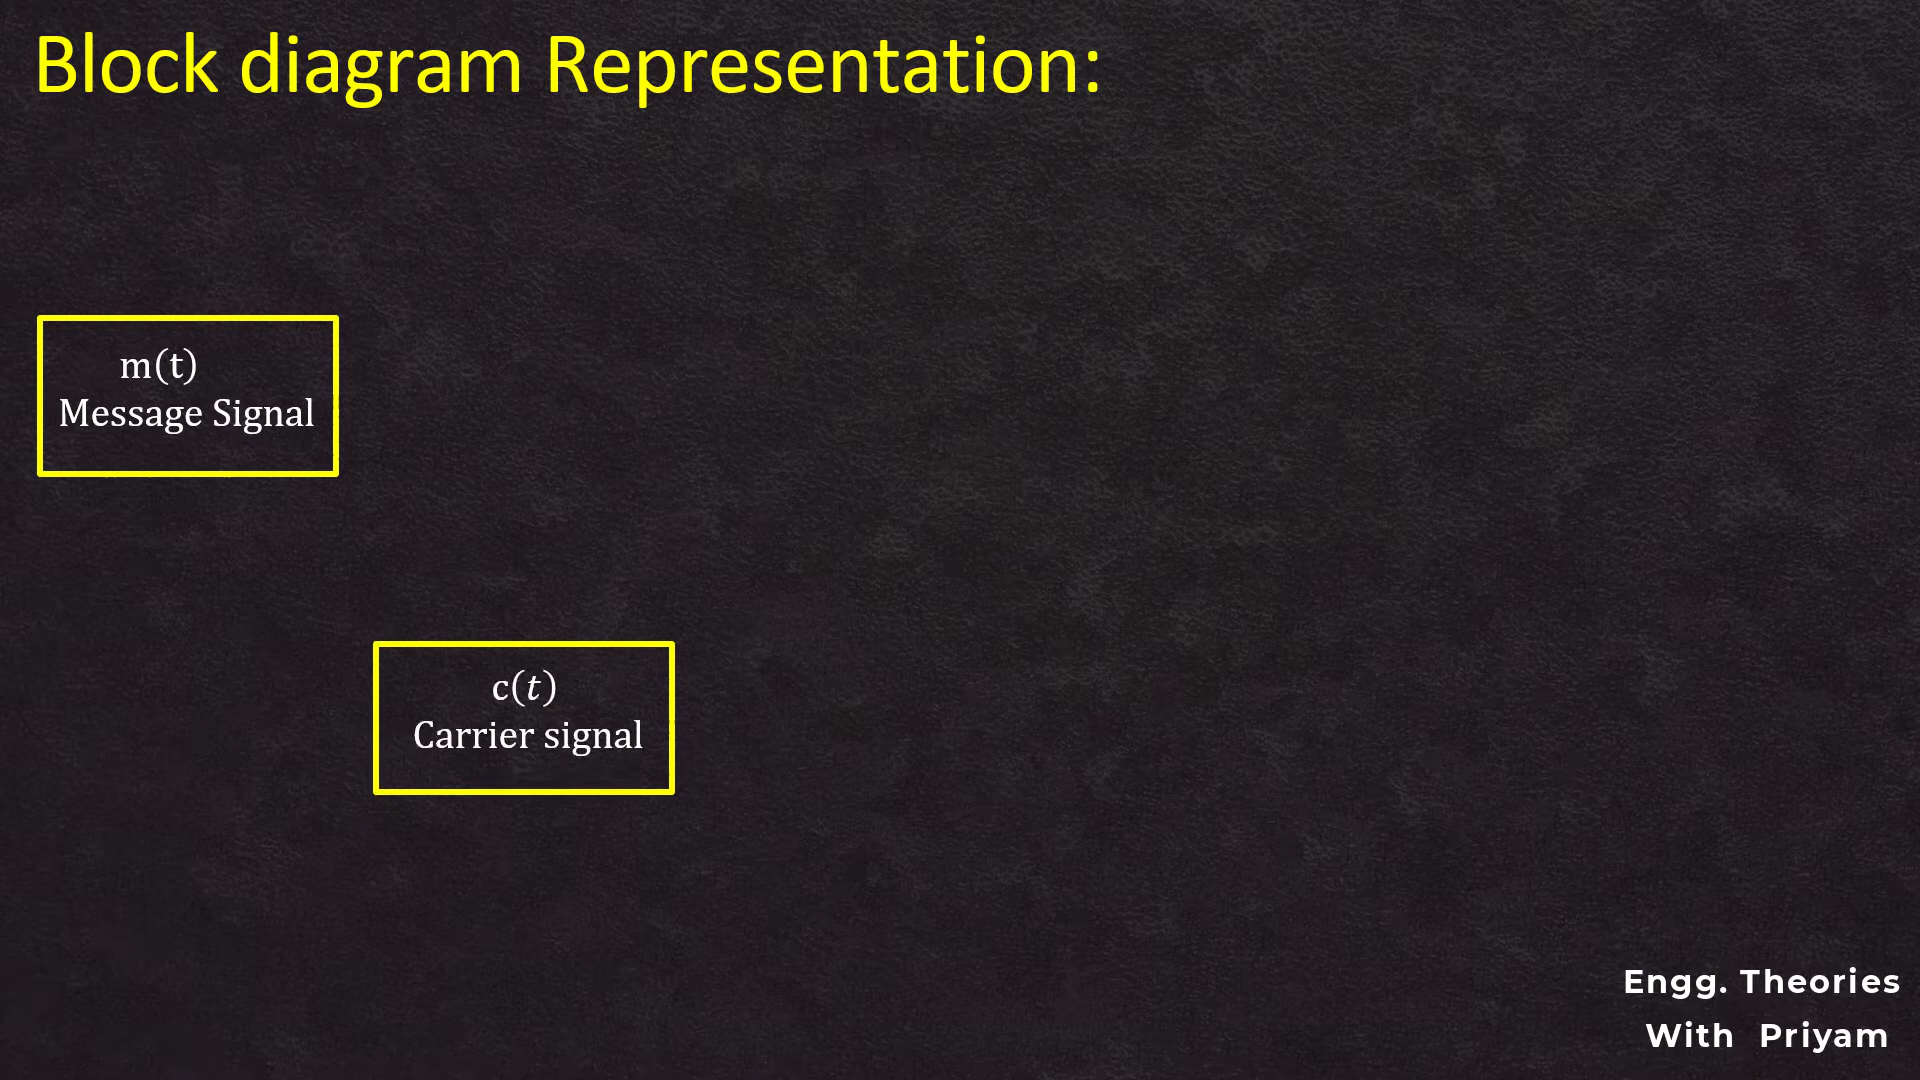 Block diagram Representation:
m(t)
Message Signal
c(t)
Carrier signal
Engg. Theories
With Priyam